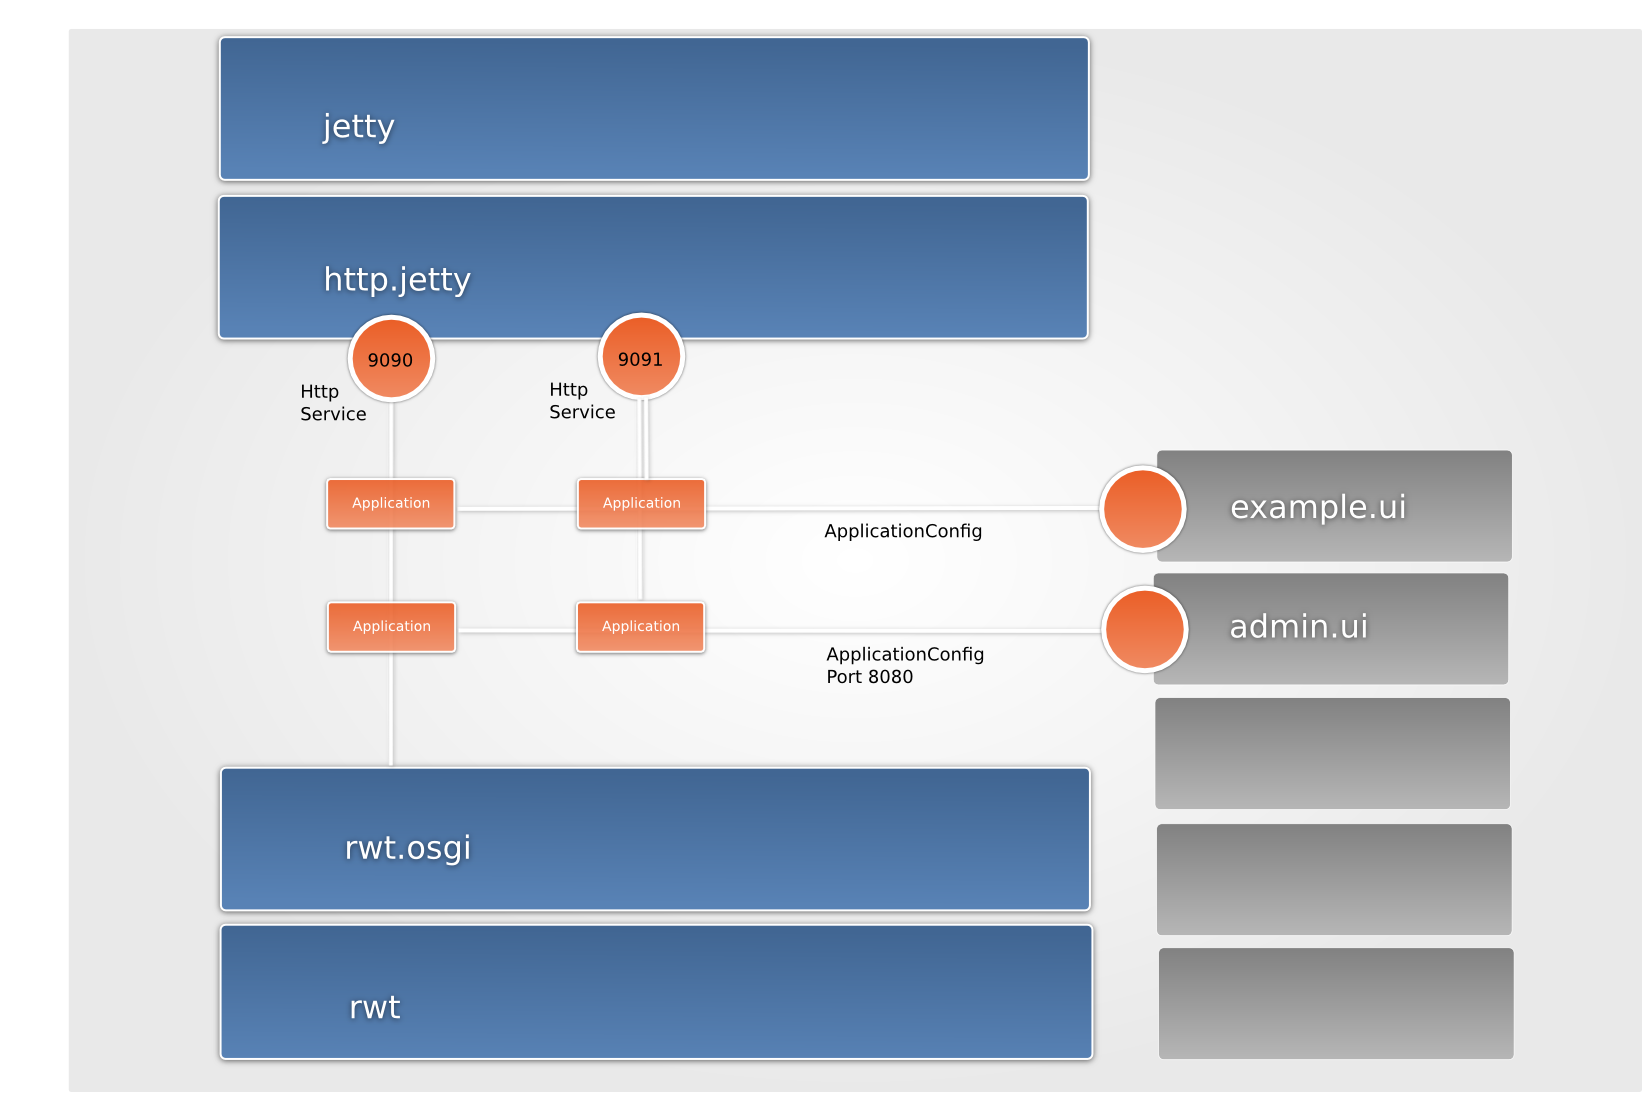 jetty
http.jetty
9090
9091
Http
Service
Http
Service
Application
Application
ApplicationConfig
example.ui
Application
Application
ApplicationConfig
Port 8080
admin.ui
rwt.osgi
rwt